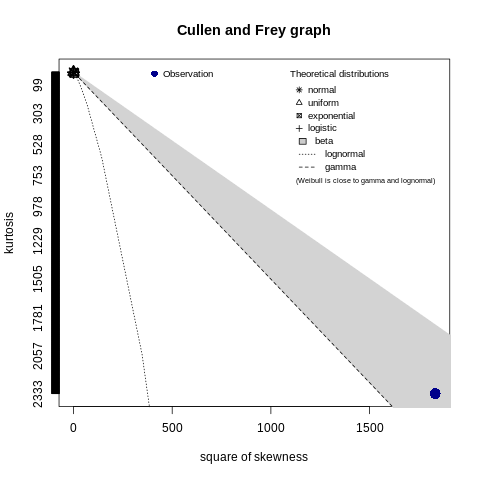 Cullen and Frey graph
Observation
Theoretical distributions
normal
uniform
exponential
logistic
beta
lognormal
gamma
(Weibull is close to gamma and lognormal)
kurtosis
99
303
528
753
978
1229
1505
1781
2057
2333
0
500
1000
1500
square of skewness